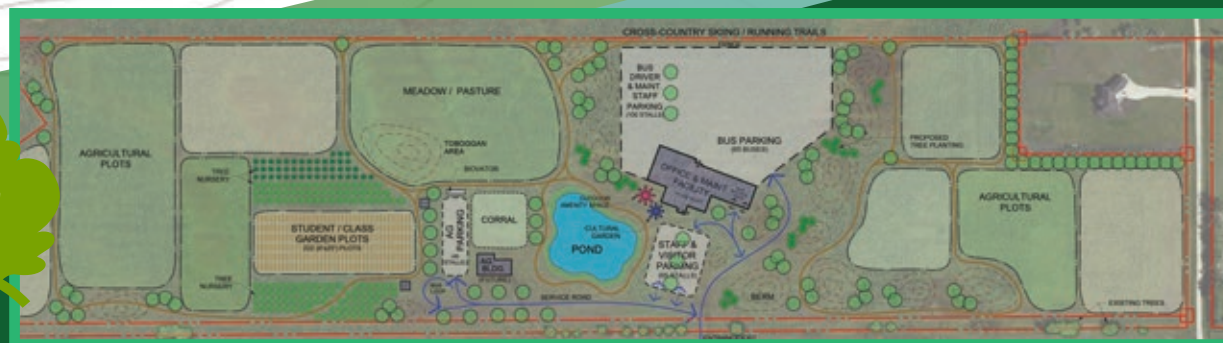 CROSS-COUNTRY SKIING / RUNNING TRAILS
BUS
DRIVER
& MAINT
STAFF
PARKING
BUS PARKING
(65 BUSES)
MEADOW / PASTURE
TOBOGGAN
AREA
AGRICULTURAL
PLOTS
TREE
NURSERY
STUDENT / CLASS
GARDEN PLOTS
TREE
NURSERY
AG
PARKING
CORRAL
AG
BLDG.
CULTURAL
GARDEN
POND
OFFICE & MAINT
FACILITY
STAFF &
VISITOR
PARKING
SERVICE ROAD
BERM
PROPOSED
TREE PLANTING
AGRICULTURAL
PLOTS
EXISTING TREES